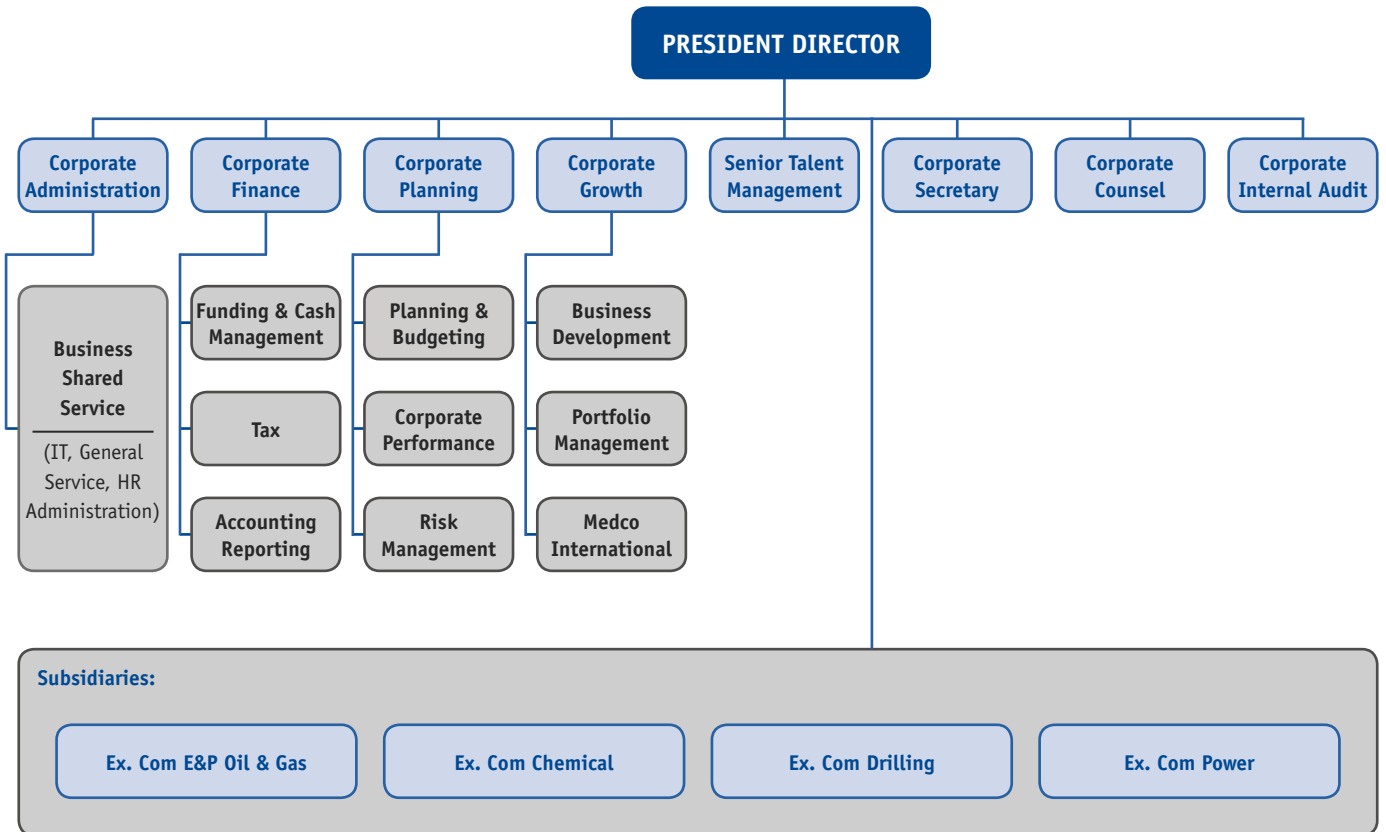 PRESIDENT DIRECTOR
Corporate
Administration
Corporate
Finance
Corporate
Planning
Corporate
Growth
Senior Talent
Management
Corporate
Secretary
Corporate
Counsel
Corporate
Internal Audit
Business
Shared
Service
(IT, General
Service, HR
Administration)
Funding & Cash
Management
Tax
Accounting
Reporting
Planning &
Budgeting
Corporate
Performance
Risk
Management
Business
Development
Portfolio
Management
Medco
International
Subsidiaries:
Ex. Com E&P Oil & Gas
Ex. Com Chemical
Ex. Com Drilling
Ex. Com Power